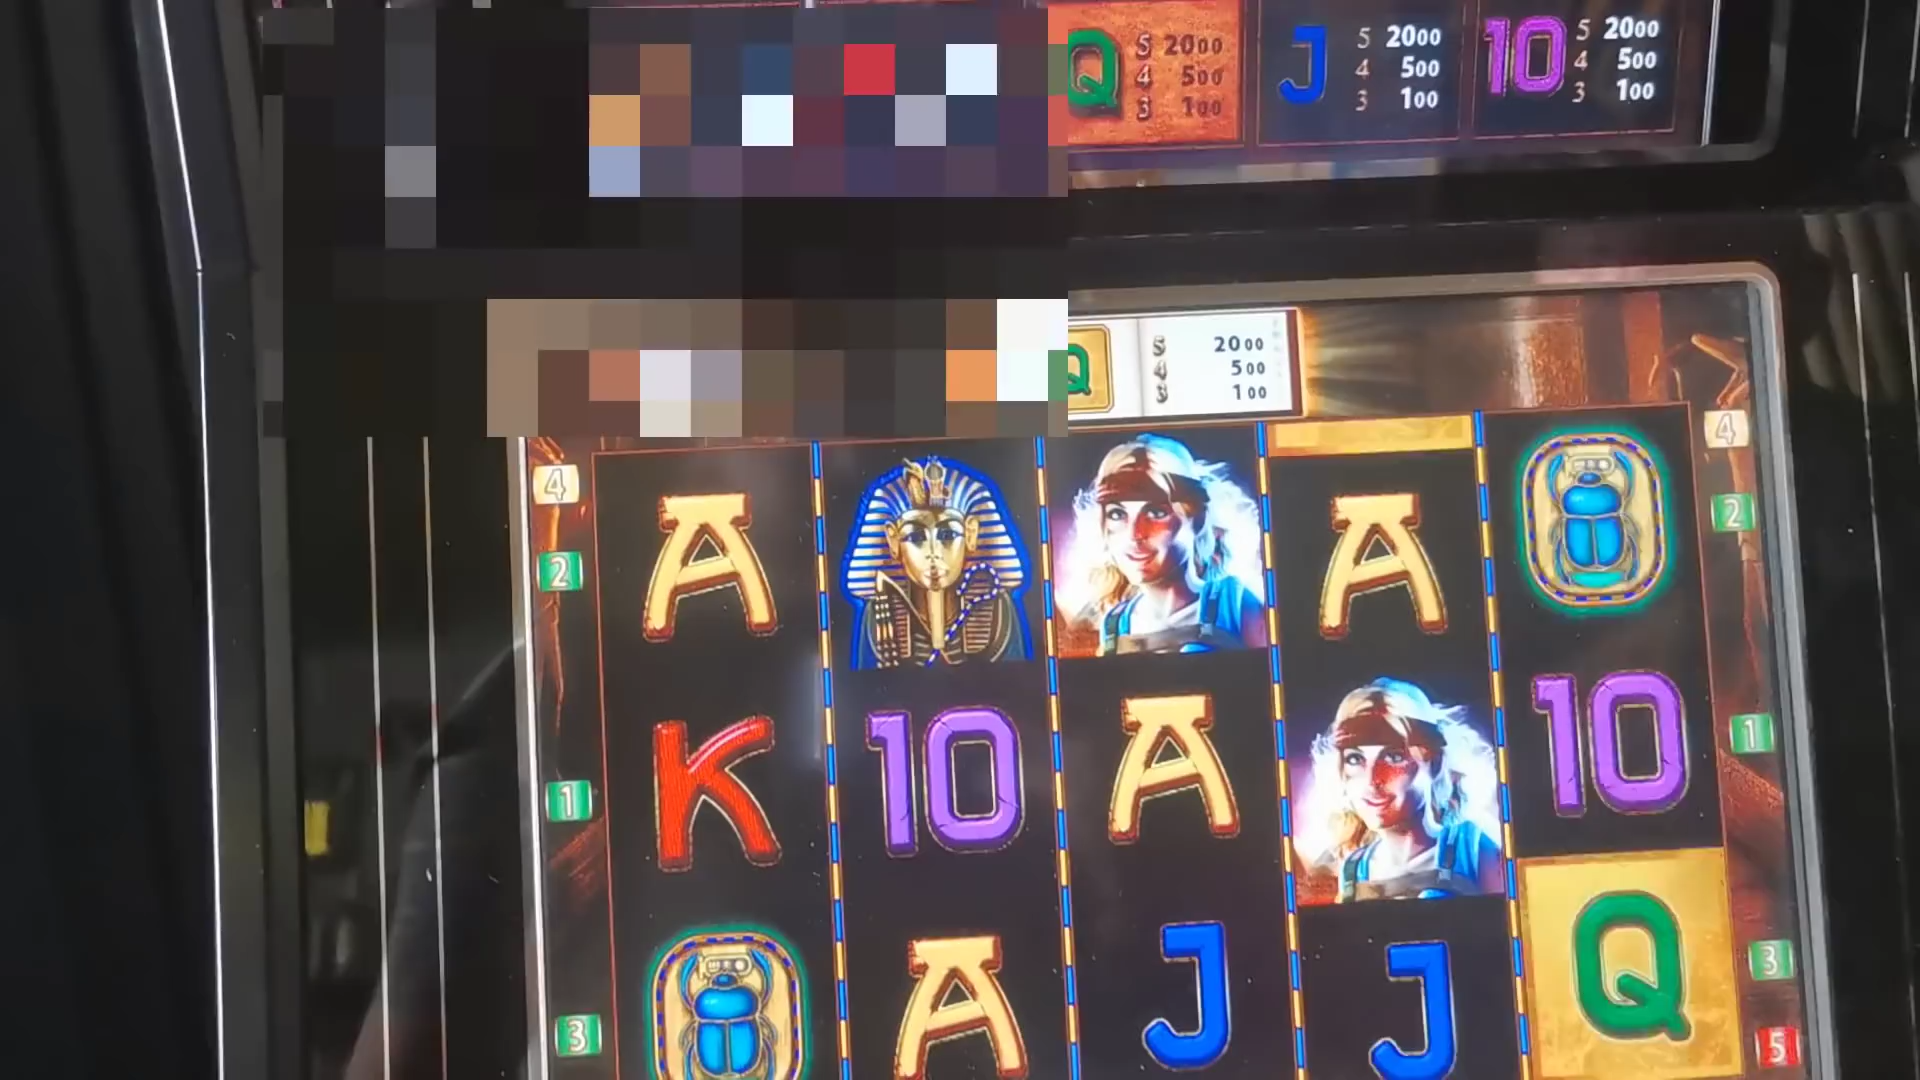 Q 5 2000 J 5 2000 10 5 2000
4 500 4 500 4 500
3 100 3 100 3 100
Q 5 2000
4 500
3 100
4 A A 4
2 2
K 10 A 10
1 1
A J J Q
3 3
5